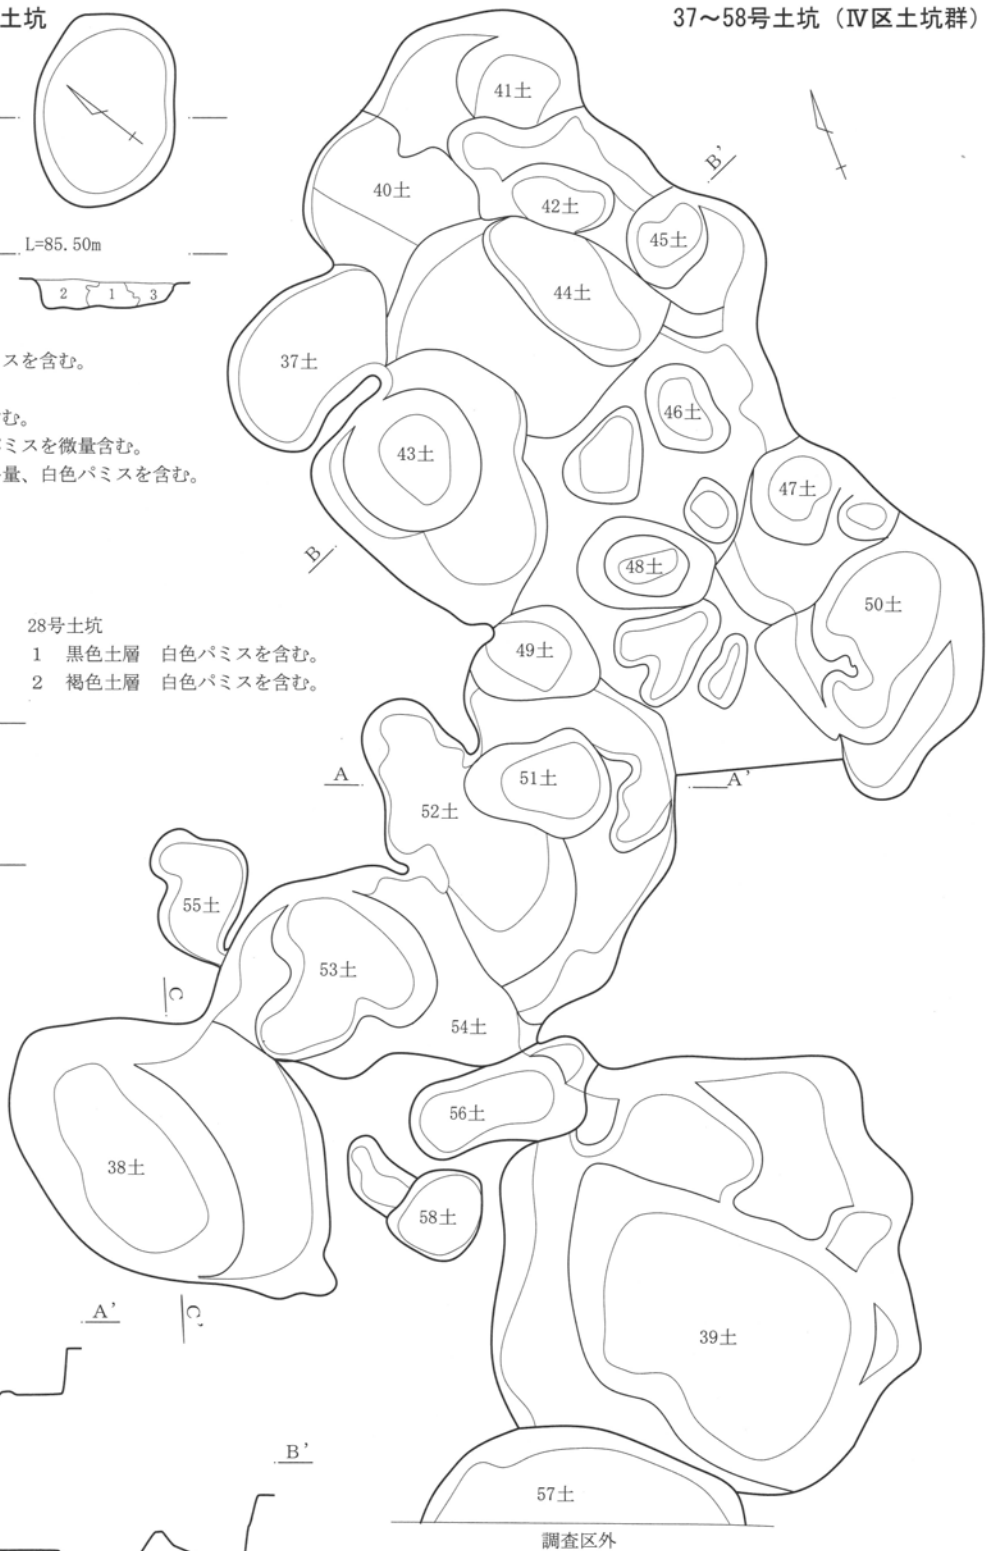 土坑
37～58号土坑（Ⅳ区土坑群）
41土
B'
40土
42土
45土
L=85.50m
44土
2 1 3
37土
スを含む。
46土
む。
ミスを微量含む。
43土
量、白色パミスを含む。
47土
B
48土
50土
28号土坑
1 黒色土層 白色パミスを含む。
2 褐色土層 白色パミスを含む。
49土
A
51土
A'
52土
55土
53土
C
54土
56土
38土
58土
A'
C'
39土
B'
57土
調査区外